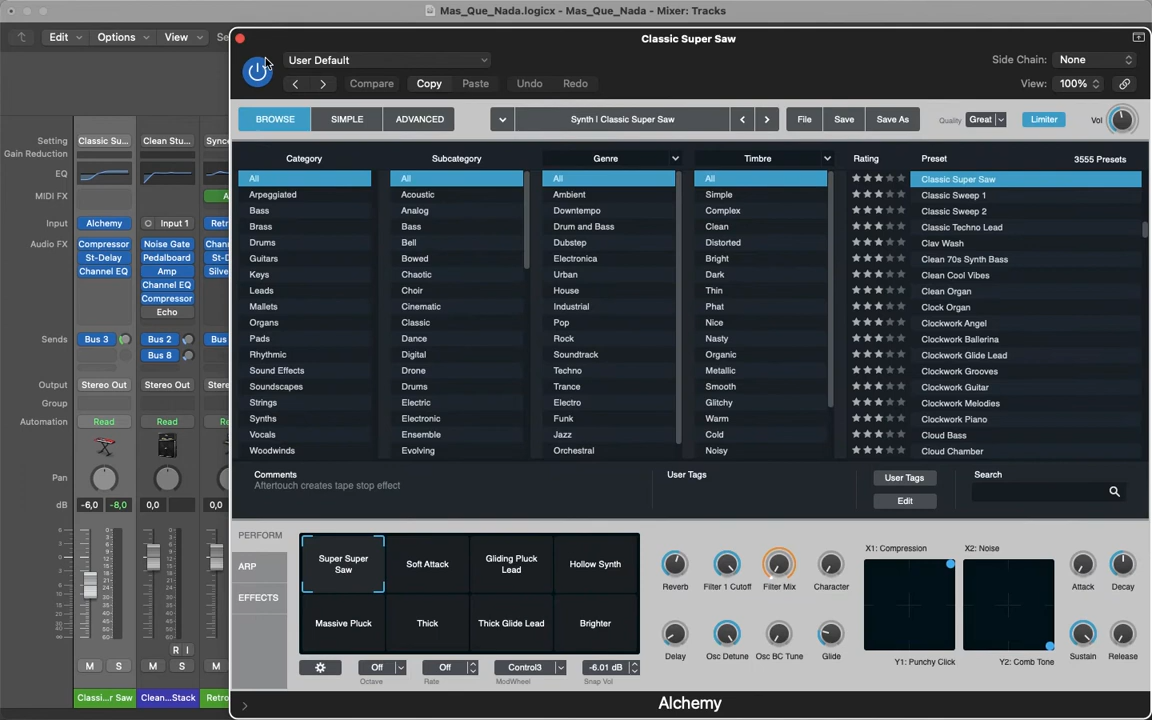 Mas_Que_Nada.logicx - Mas_Que_Nada - Mixer: Tracks
Edit Options View
Classic Super Saw
User Default
Compare Copy Paste Undo Redo
Side Chain: None
View: 100%
BROWSE SIMPLE ADVANCED
Synth | Classic Super Saw
File Save Save As
Quality Great Limiter Vol
Setting Classic Su... Clean Stu...
Gain Reduction
EQ
MIDI FX
Input Alchemy Input 1
Audio FX Compressor Noise Gate
St-Delay Pedalboard
Channel EQ Amp
Channel EQ
Compressor
Echo
Sends Bus 3 Bus 2 Bus
Bus 8
Output Stereo Out Stereo Out
Group
Automation Read Read
Pan
dB -6,0 -8,0 0,0 0,0
R I
M S M S M
Classi...r Saw Clean...Stack Retro
Category Subcategory Genre Timbre Rating Preset 3555 Presets
All All All All Classic Super Saw
Arpeggiated Acoustic Ambient Simple Classic Sweep 1
Bass Analog Downtempo Complex Classic Sweep 2
Brass Bass Drum and Bass Clean Classic Techno Lead
Drums Bell Dubstep Distorted Clav Wash
Guitars Bowed Electronica Bright Clean 70s Synth Bass
Keys Chaotic Urban Dark Clean Cool Vibes
Leads Choir House Thin Clean Organ
Mallets Cinematic Industrial Phat Clock Organ
Organs Classic Pop Nice Clockwork Angel
Pads Dance Rock Nasty Clockwork Ballerina
Rhythmic Digital Soundtrack Organic Clockwork Glide Lead
Sound Effects Drone Techno Metallic Clockwork Grooves
Soundscapes Drums Trance Smooth Clockwork Guitar
Strings Electric Electro Glitchy Clockwork Melodies
Synths Electronic Funk Warm Clockwork Piano
Vocals Ensemble Jazz Cold Cloud Bass
Woodwinds Evolving Orchestral Noisy Cloud Chamber
Comments
Aftertouch creates tape stop effect
User Tags
User Tags
Edit
Search
PERFORM
ARP
EFFECTS
Super Super Saw Soft Attack Gliding Pluck Lead Hollow Synth
Massive Pluck Thick Thick Glide Lead Brighter
Off Off Control3 -6.01 dB
Octave Rate ModWheel Snap Vol
Reverb Filter 1 Cutoff Filter Mix Character
Delay Osc Detune Osc BC Tune Glide
X1: Compression X2: Noise
Y1: Punchy Click Y2: Comb Tone
Attack Decay
Sustain Release
Alchemy